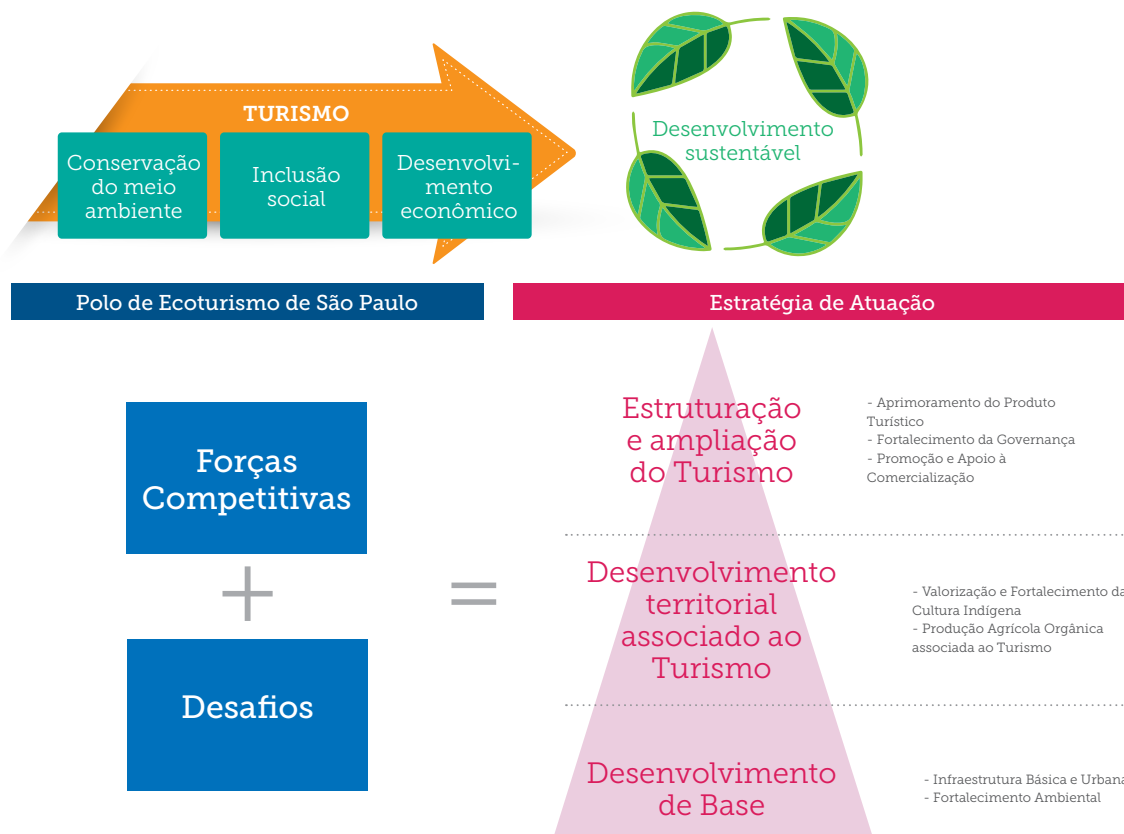 TURISMO
Conservação
do meio
ambiente
Inclusão
social
Desenvolvi-
mento
econômico
Desenvolvimento
sustentável
Polo de Ecoturismo de São Paulo
Estratégia de Atuação
Forças
Competitivas
+
Desafios
=
Estruturação
e ampliação
do Turismo
- Aprimoramento do Produto
Turístico
- Fortalecimento da Governança
- Promoção e Apoio à
Comercialização
Desenvolvimento
territorial
associado ao
Turismo
- Valorização e Fortalecimento da
Cultura Indígena
- Produção Agrícola Orgânica
associada ao Turismo
Desenvolvimento
de Base
- Infraestrutura Básica e Urbana
- Fortalecimento Ambiental